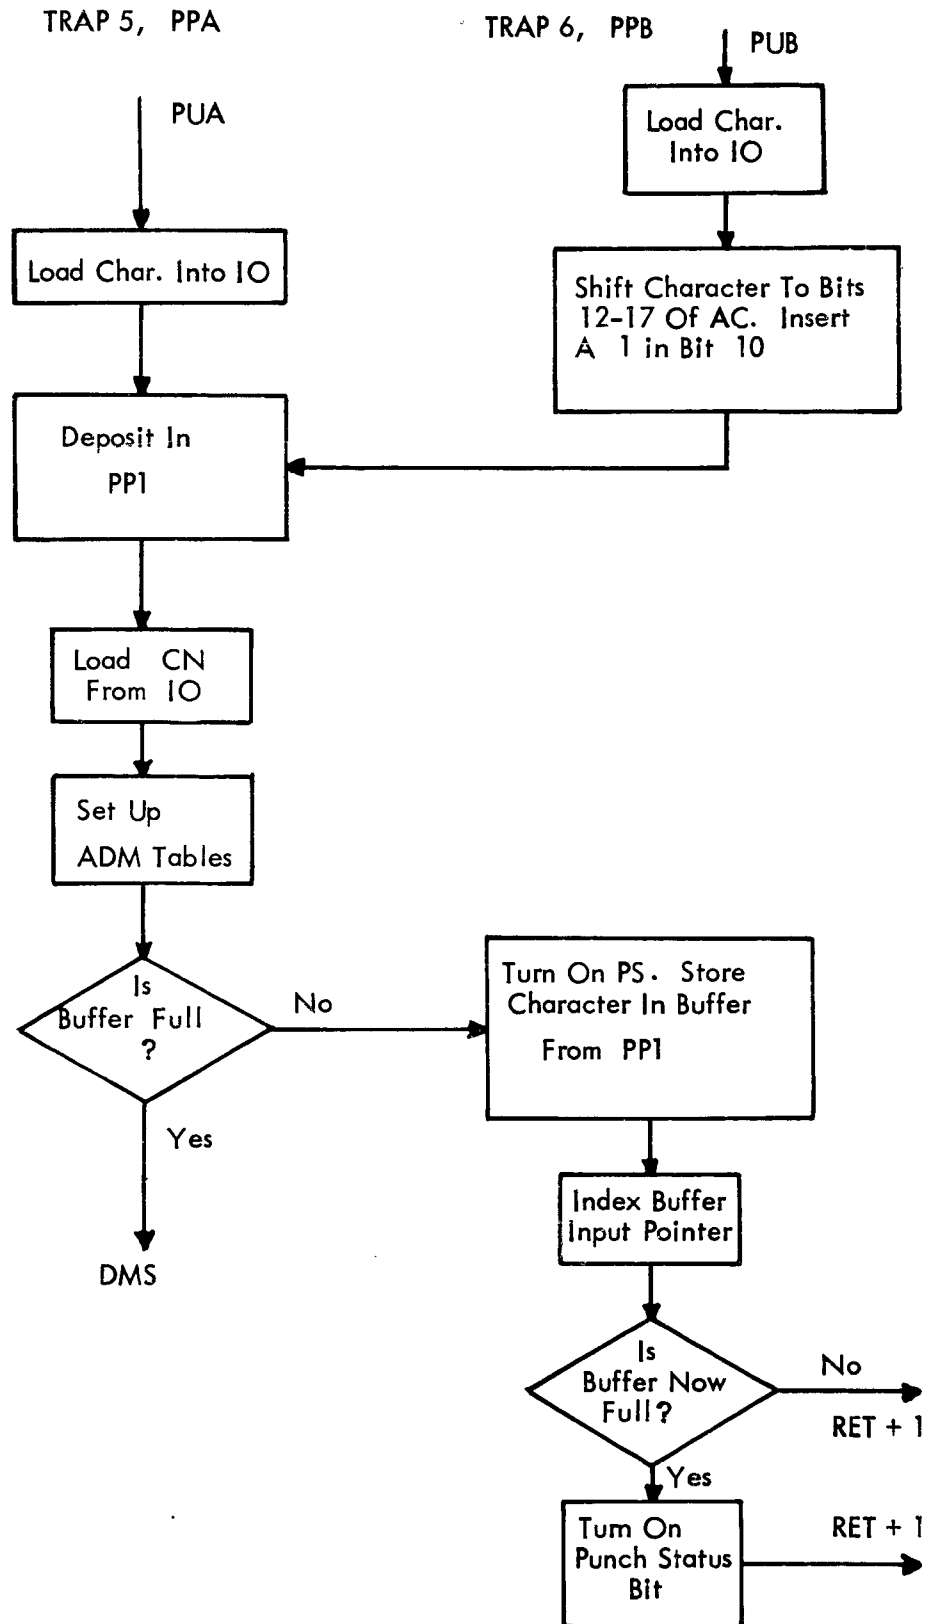 TRAP 5, PPA
TRAP 6, PPB
PUA
PUB
Load Char.
Into IO
Load Char. Into IO
Shift Character To Bits
12-17 Of AC. Insert
A 1 in Bit 10
Deposit In
PP1
Load CN
From IO
Set Up
ADM Tables
Is
Buffer Full
?
No
Yes
DMS
Turn On PS. Store
Character In Buffer
From PP1
Index Buffer
Input Pointer
Is
Buffer Now
Full?
No
RET + 1
Yes
Turn On
Punch Status
Bit
RET + 1